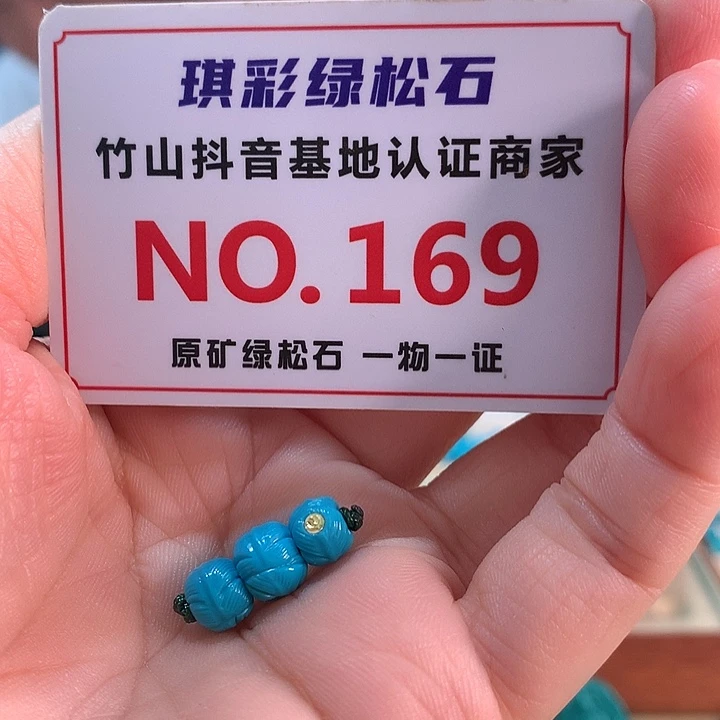 琪彩绿松石
竹山抖音基地认证商家
NO.169
原矿绿松石 一物一证